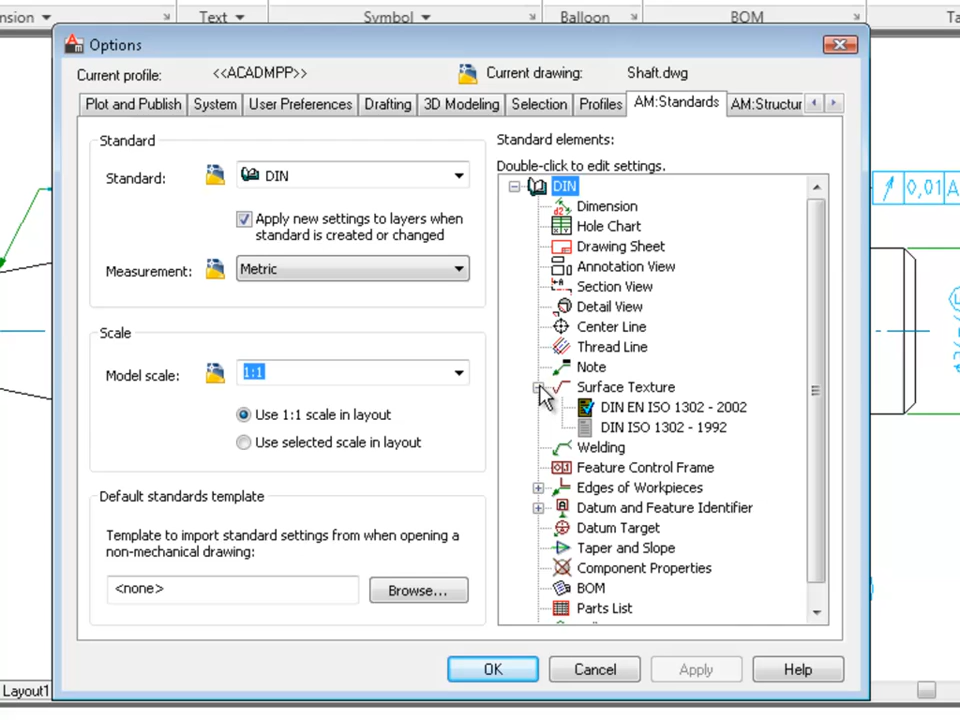 Text
Symbol
Balloon
BOM
Options
Current profile:
<<ACADMPP>>
Current drawing:
Shaft.dwg
Plot and Publish
System
User Preferences
Drafting
3D Modeling
Selection
Profiles
AM:Standards
AM:Structur
Standard
Standard:
DIN
Apply new settings to layers when
standard is created or changed
Measurement:
Metric
Scale
Model scale:
1:1
Use 1:1 scale in layout
Use selected scale in layout
Default standards template
Template to import standard settings from when opening a
non-mechanical drawing:
<none>
Browse...
Standard elements:
Double-click to edit settings.
DIN
Dimension
Hole Chart
Drawing Sheet
Annotation View
Section View
Detail View
Center Line
Thread Line
Note
Surface Texture
DIN EN ISO 1302 - 2002
DIN ISO 1302 - 1992
Welding
Feature Control Frame
Edges of Workpieces
Datum and Feature Identifier
Datum Target
Taper and Slope
Component Properties
BOM
Parts List
OK
Cancel
Apply
Help
0,01 A
Layout1